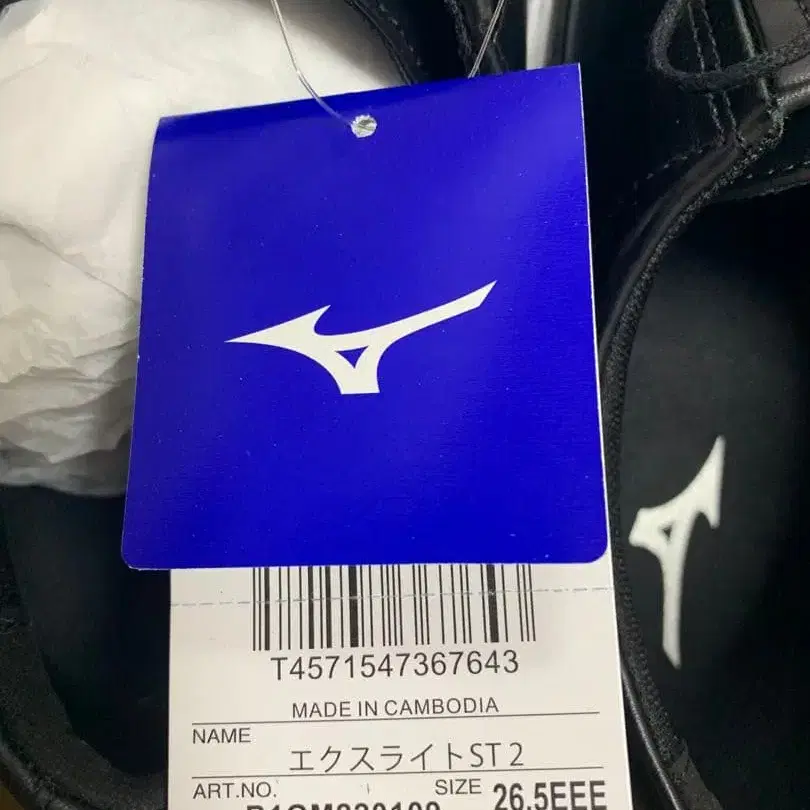 T4571547367643
MADE IN CAMBODIA
NAME
エクスライトST 2
ART.NO.
SIZE 26.5EEE